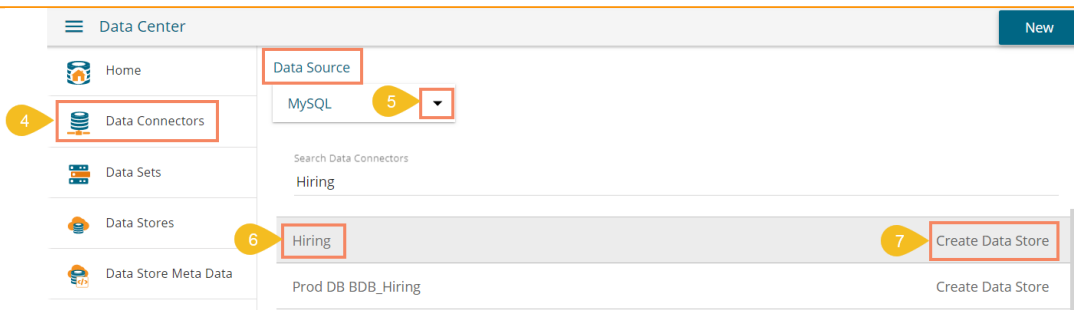 Data Center
New
Home
Data Source
MySQL
5
4
Data Connectors
Search Data Connectors
Hiring
Data Sets
Data Stores
6
Hiring
7
Create Data Store
Data Store Meta Data
Prod DB BDB_Hiring
Create Data Store